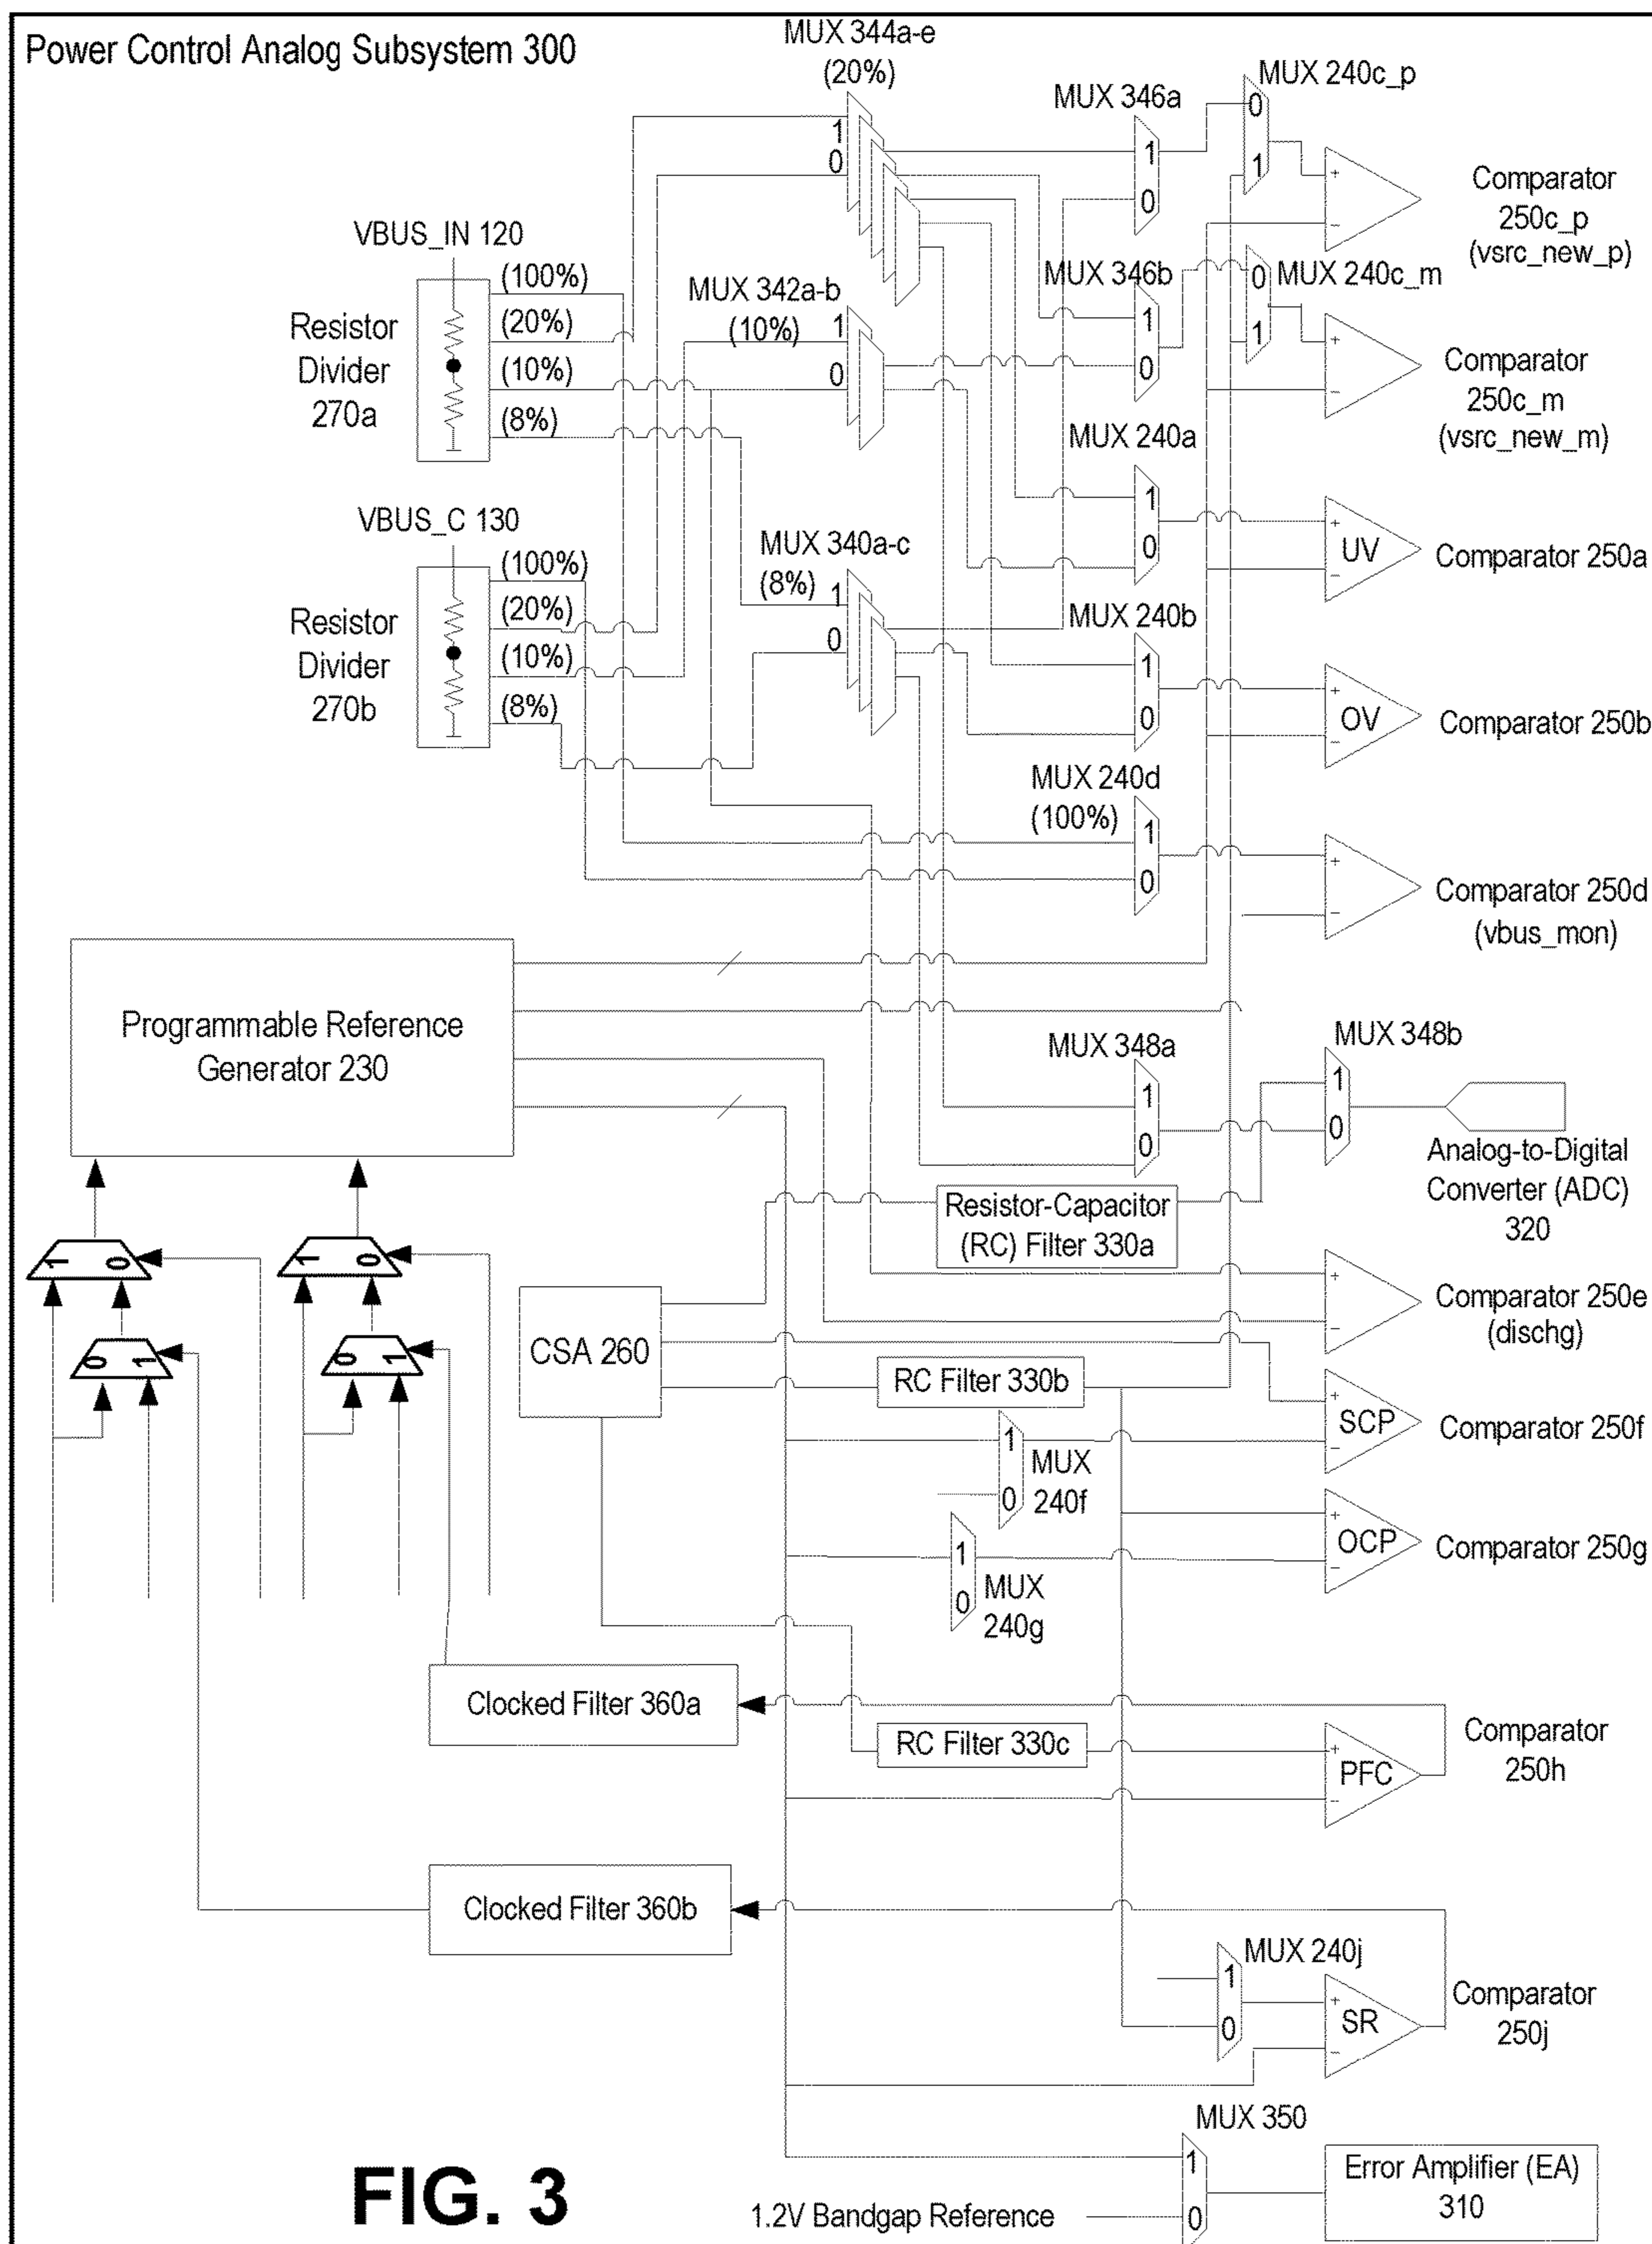 Power Control Analog Subsystem 300
MUX 344a-e
(20%)
1
0
MUX 346a
1
0
MUX 240c_p
0
1
+
−
Comparator
250c_p
(vsrc_new_p)
VBUS_IN 120
(100%)
(20%)
(10%)
(8%)
Resistor
Divider
270a
MUX 342a-b
(10%)
1
0
MUX 346b
1
0
MUX 240c_m
0
1
+
−
Comparator
250c_m
(vsrc_new_m)
MUX 240a
1
0
+
UV
−
Comparator 250a
VBUS_C 130
(100%)
(20%)
(10%)
(8%)
Resistor
Divider
270b
MUX 340a-c
(8%)
1
0
MUX 240b
1
0
+
OV
−
Comparator 250b
MUX 240d
(100%)
1
0
+
−
Comparator 250d
(vbus_mon)
Programmable Reference
Generator 230
MUX 348a
1
0
MUX 348b
1
0
Analog-to-Digital
Converter (ADC)
320
Resistor-Capacitor
(RC) Filter 330a
1
0
1
0
0
1
0
1
CSA 260
+
−
Comparator 250e
(dischg)
RC Filter 330b
+
SCP
−
Comparator 250f
1
0
MUX
240f
+
OCP
−
Comparator 250g
1
0
MUX
240g
Clocked Filter 360a
RC Filter 330c
+
PFC
−
Comparator
250h
Clocked Filter 360b
MUX 240j
1
0
+
SR
−
Comparator
250j
MUX 350
1
0
1.2V Bandgap Reference
Error Amplifier (EA)
310
FIG. 3